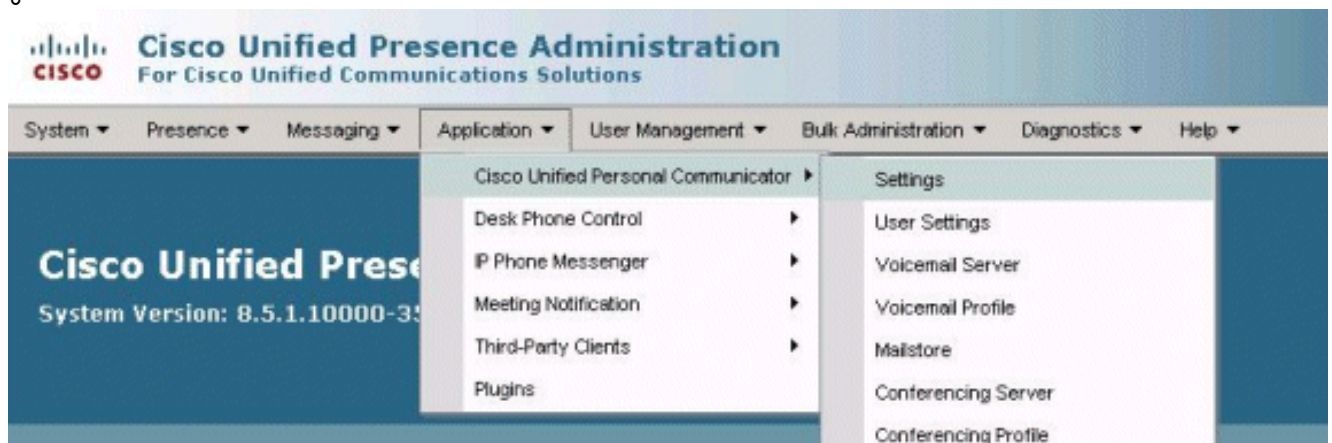 CISCO
Cisco Unified Presence Administration
For Cisco Unified Communications Solutions
System Presence Messaging Application User Management Bulk Administration Diagnostics Help
Cisco Unified Personal Communicator
Desk Phone Control
IP Phone Messenger
Meeting Notification
Third-Party Clients
Plugins
Settings
User Settings
Voicemail Server
Voicemail Profile
Mailstore
Conferencing Server
Conferencing Profile
Cisco Unified Prese
System Version: 8.5.1.10000-3